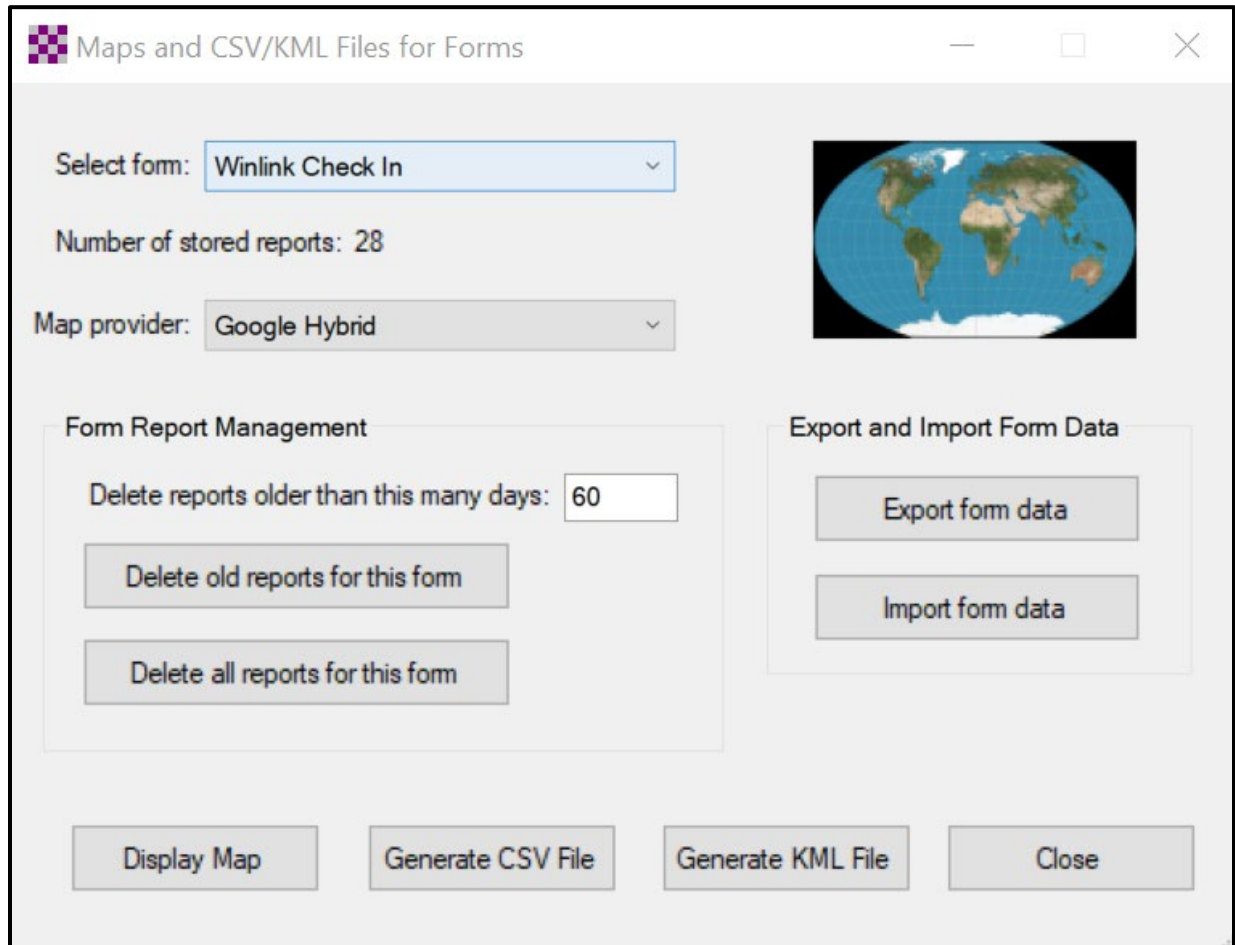 Maps and CSV/KML Files for Forms
Select form: Winlink Check In
Number of stored reports: 28
Map provider: Google Hybrid
Form Report Management
Delete reports older than this many days: 60
Delete old reports for this form
Delete all reports for this form
Export and Import Form Data
Export form data
Import form data
Display Map
Generate CSV File
Generate KML File
Close